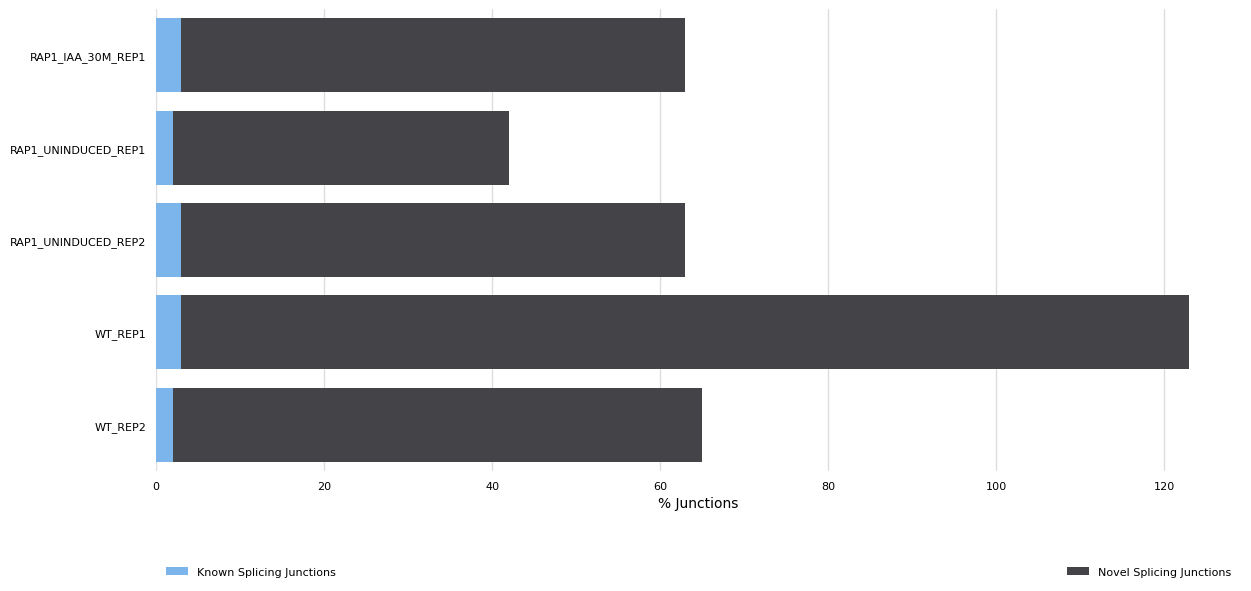 RAP1_IAA_30M_REP1
RAP1_UNINDUCED_REP1
RAP1_UNINDUCED_REP2
WT_REP1
WT_REP2
0 20 40 60 80 100 120
% Junctions
Known Splicing Junctions Novel Splicing Junctions